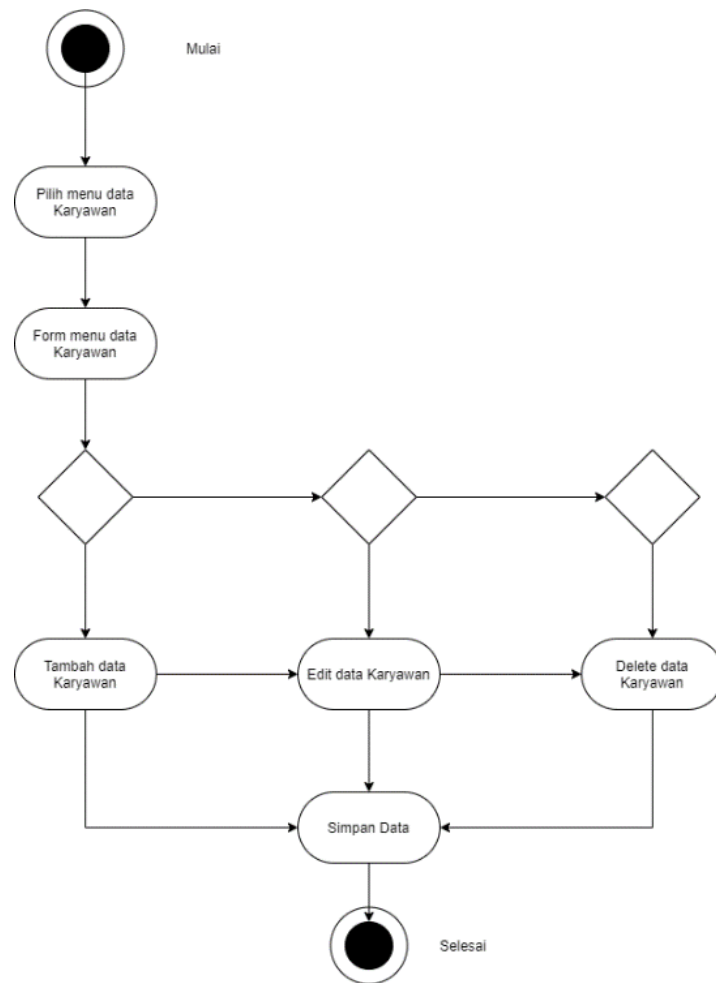 Mulai
Pilih menu data
Karyawan
Form menu data
Karyawan
Tambah data
Karyawan
Edit data Karyawan
Delete data
Karyawan
Simpan Data
Selesai